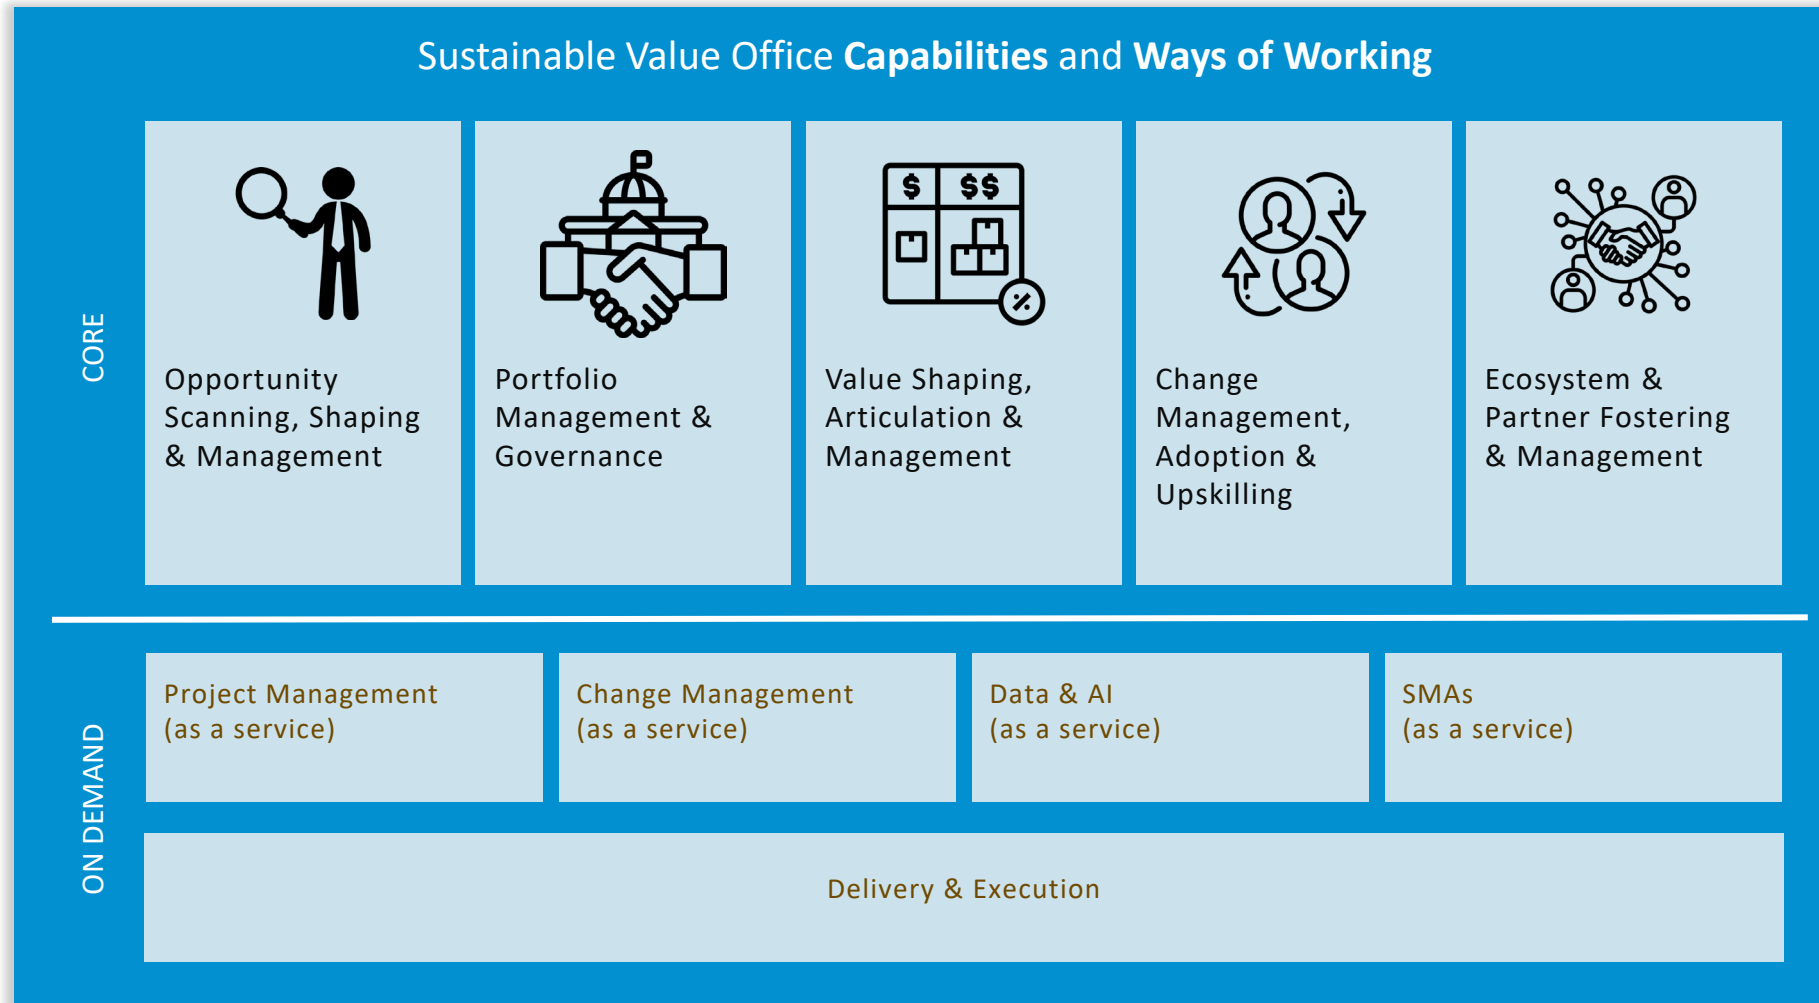 Sustainable Value Office Capabilities and Ways of Working
CORE
$ $$
%
Opportunity
Scanning, Shaping
& Management
Portfolio
Management &
Governance
Value Shaping,
Articulation &
Management
Change
Management,
Adoption &
Upskilling
Ecosystem &
Partner Fostering
& Management
ON DEMAND
Project Management
(as a service)
Change Management
(as a service)
Data & AI
(as a service)
SMAs
(as a service)
Delivery & Execution